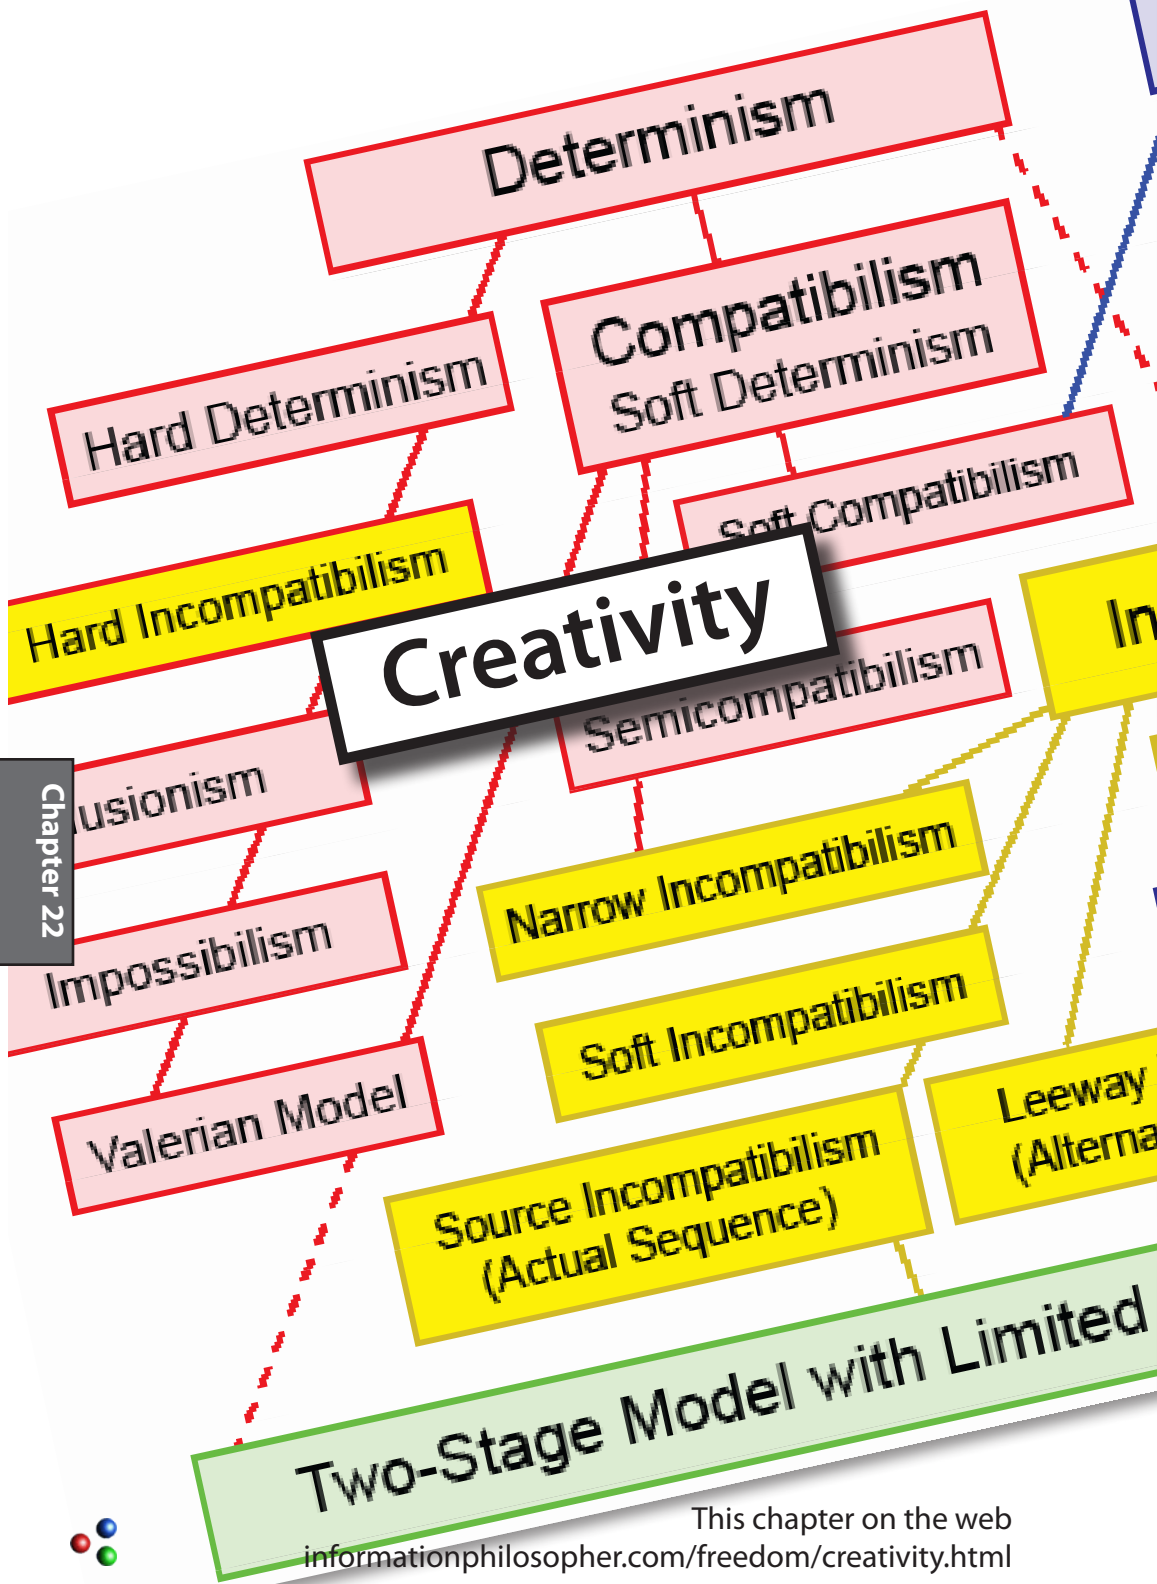 Determinism
Compatibilism
Soft Determinism
Hard Determinism
Soft Compatibilism
Hard Incompatibilism
In
Creativity
Semicompatibilism
lusionism
Narrow Incompatibilism
Chapter 22
Impossibilism
Soft Incompatibilism
Valerian Model
Leeway
(Alterna
Source Incompatibilism
(Actual Sequence)
Two-Stage Model with Limited
This chapter on the web
informationphilosopher.com/freedom/creativity.html